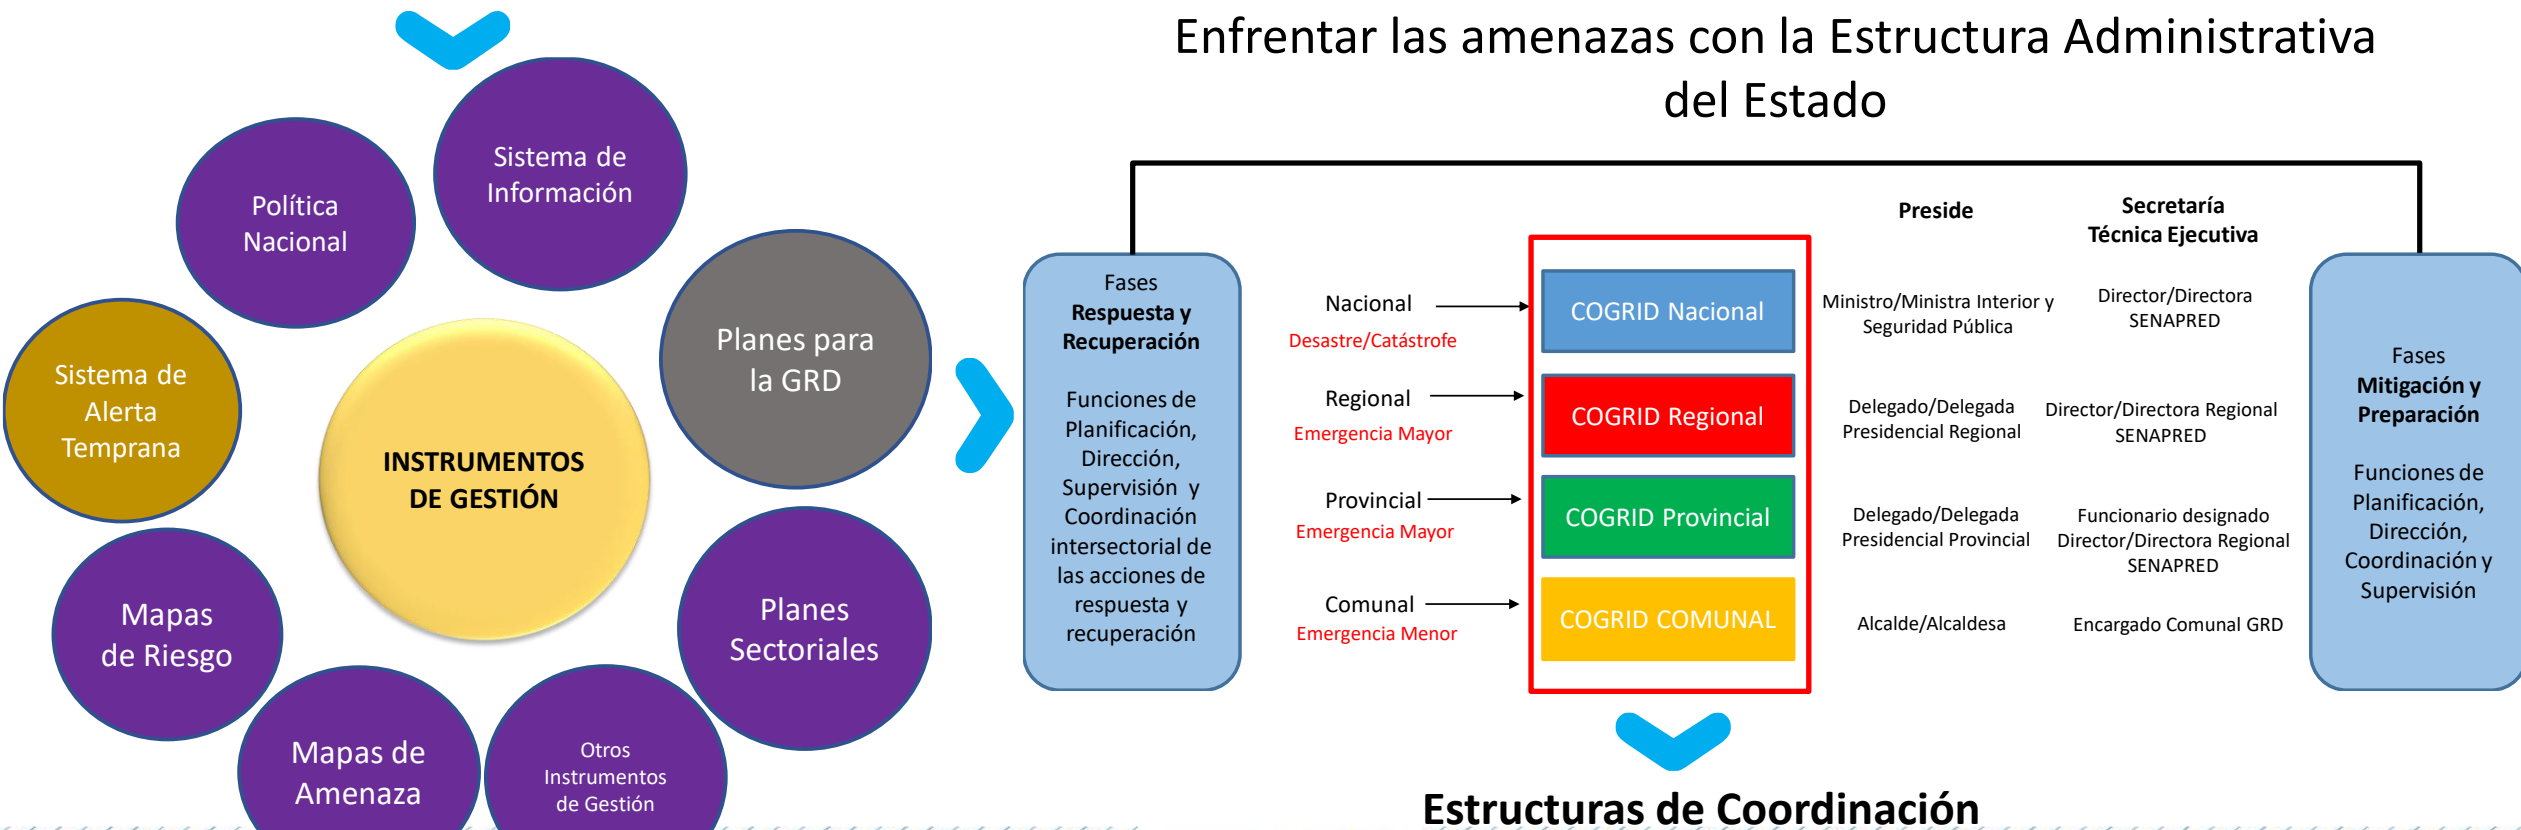 Enfrentar las amenazas con la Estructura Administrativa
del Estado
Sistema de
Información
Política
Nacional
Planes para
la GRD
Sistema de
Alerta
Temprana
INSTRUMENTOS
DE GESTIÓN
Mapas
de Riesgo
Planes
Sectoriales
Mapas de
Amenaza
Otros
Instrumentos
de Gestión
Fases
Respuesta y
Recuperación
Funciones de
Planificación,
Dirección,
Supervisión y
Coordinación
intersectorial de
las acciones de
respuesta y
recuperación
Preside
Secretaría
Técnica Ejecutiva
Nacional
Desastre/Catástrofe
COGRID Nacional
Ministro/Ministra Interior y
Seguridad Pública
Director/Directora
SENAPRED
Regional
Emergencia Mayor
COGRID Regional
Delegado/Delegada
Presidencial Regional
Director/Directora Regional
SENAPRED
Provincial
Emergencia Mayor
COGRID Provincial
Delegado/Delegada
Presidencial Provincial
Funcionario designado
Director/Directora Regional
SENAPRED
Comunal
Emergencia Menor
COGRID COMUNAL
Alcalde/Alcaldesa
Encargado Comunal GRD
Fases
Mitigación y
Preparación
Funciones de
Planificación,
Dirección,
Coordinación y
Supervisión
Estructuras de Coordinación